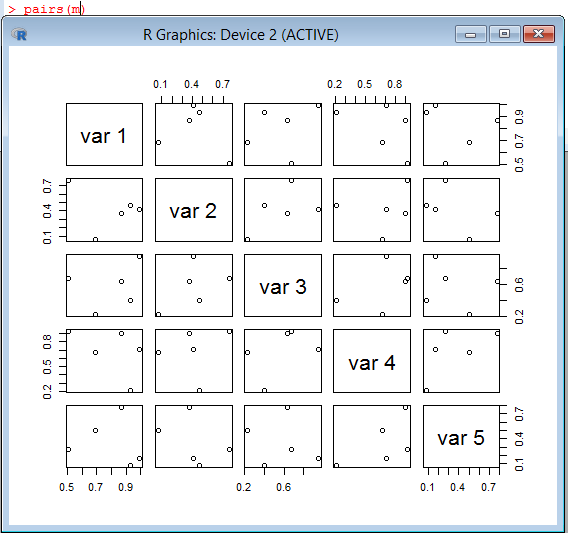 > pairs(m)
R Graphics: Device 2 (ACTIVE)
0.1 0.4 0.7
0.2 0.5 0.8
var 1
0.5 0.7 0.9
0.1 0.4 0.7
var 2
var 3
0.2 0.6
0.2 0.5 0.8
var 4
var 5
0.1 0.4 0.7
0.5 0.7 0.9
0.2 0.6
0.1 0.4 0.7